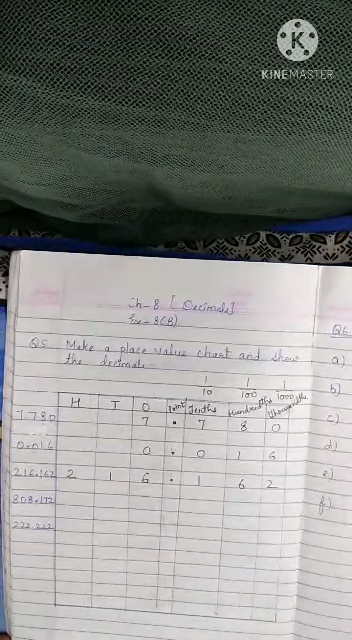 KINEMASTER
Ch-8 [Decimals]
Ex-8(B)
Q5 Make a place value chart and show
the decimals.
1/10 1/100 1/1000
H T O Point Tenths Hundredths Thousandths
7.780 7 . 7 8 0
0.016 0 . 0 1 6
216.162 2 1 6 . 1 6 2
808.172
222.222
Q6
a)
b)
c)
d)
e)
f)